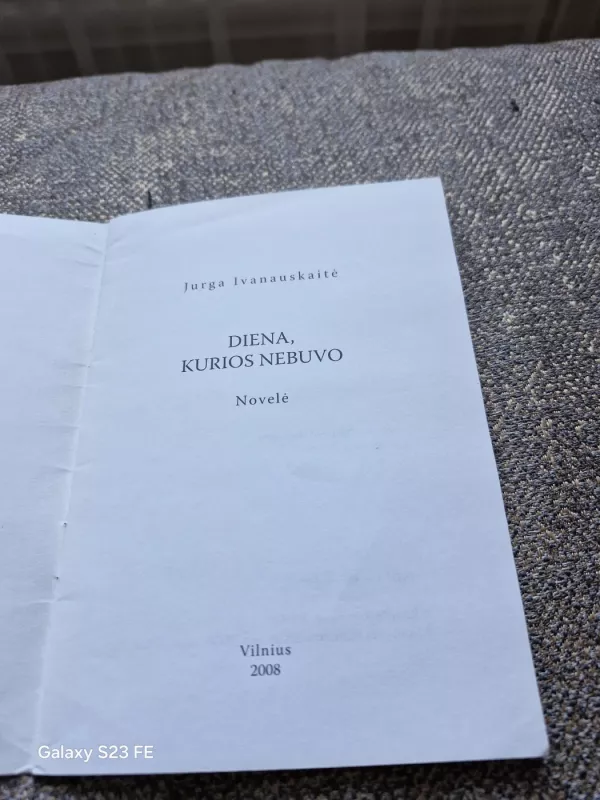 Jurga Ivanauskaitė
DIENA,
KURIOS NEBUVO
Novelė
Vilnius
2008
Galaxy S23 FE